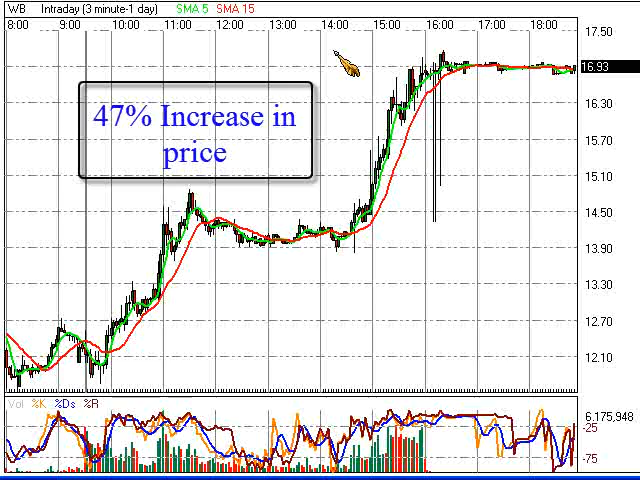 WB Intraday (3 minute-1 day) SMA 5 SMA 15
8:00 9:00 10:00 11:00 12:00 13:00 14:00 15:00 16:00 17:00 18:00
17.50
16.93
16.30
15.70
15.10
14.50
13.90
13.30
12.70
12.10
47% Increase in
price
Vol %K %Ds %R
6,175,948
-25
-75